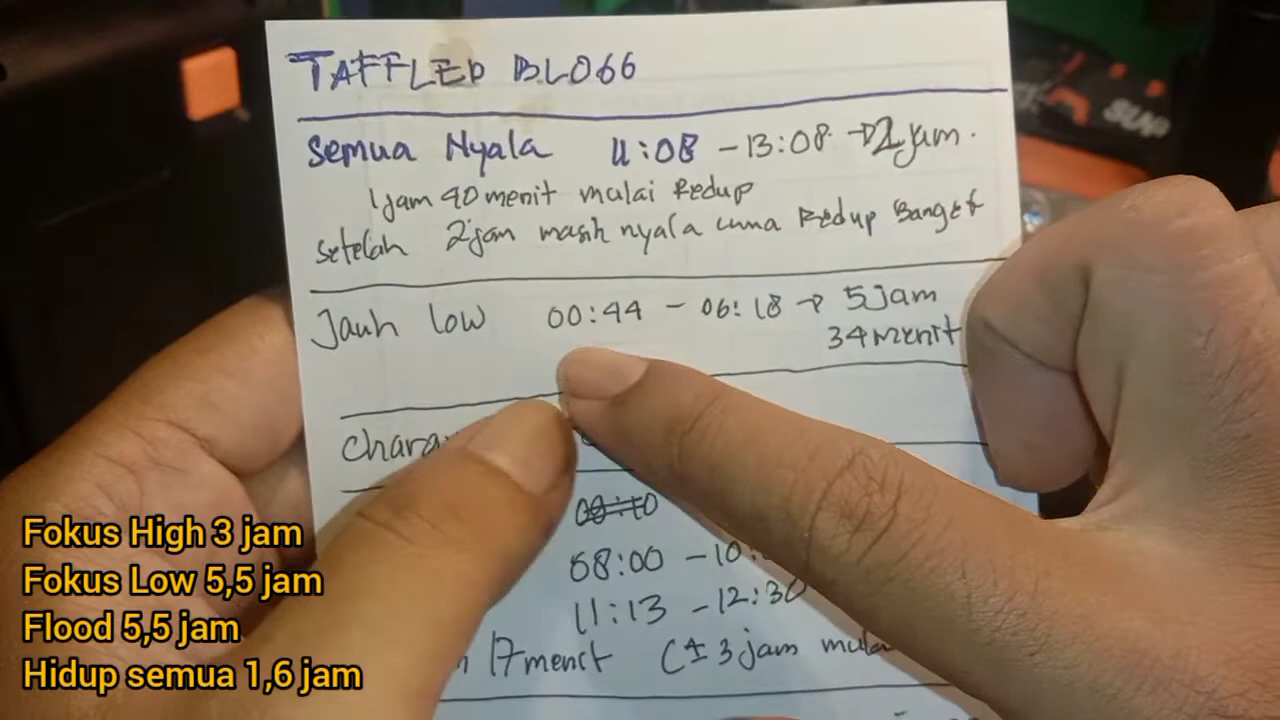 TAFFLED BL066
Semua Nyala 11:08 - 13:08 → 2 jam.
1 jam 40 menit mulai Redup
setelah 2 jam masih nyala cuma Redup Banget
Jauh low 00:44 - 06:18 → 5 jam
34 Menit
00:10
08:00 - 10:
11:13 - 12:30
17 menit (± 3 jam mulai
Fokus High 3 jam
Fokus Low 5,5 jam
Flood 5,5 jam
Hidup semua 1,6 jam